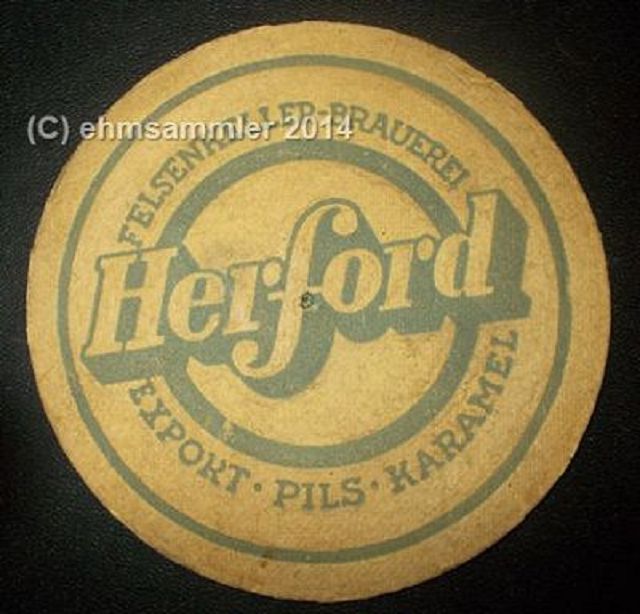 (C) ehmsammler 2014
FELSENKELLER-BRAUEREI
Herford
EXPORT · PILS · KARAMEL